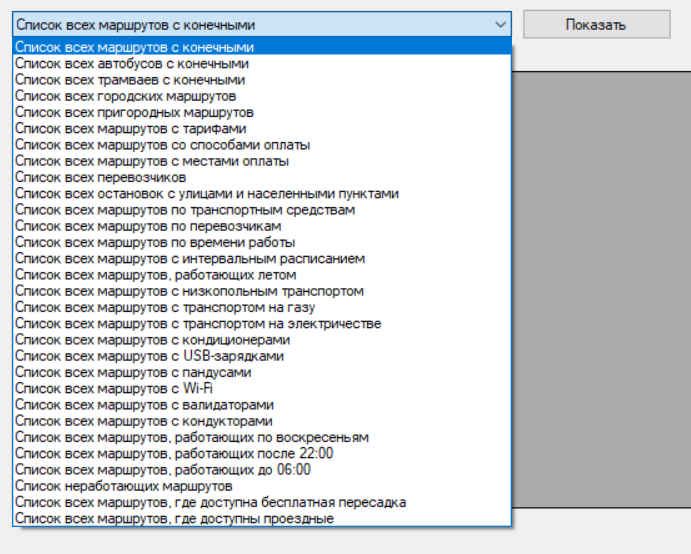 Список всех маршрутов с конечными
Показать
Список всех маршрутов с конечными
Список всех автобусов с конечными
Список всех трамваев с конечными
Список всех городских маршрутов
Список всех пригородных маршрутов
Список всех маршрутов с тарифами
Список всех маршрутов со способами оплаты
Список всех маршрутов с местами оплаты
Список всех перевозчиков
Список всех остановок с улицами и населенными пунктами
Список всех маршрутов по транспортным средствам
Список всех маршрутов по перевозчикам
Список всех маршрутов по времени работы
Список всех маршрутов с интервальным расписанием
Список всех маршрутов, работающих летом
Список всех маршрутов с низкопольным транспортом
Список всех маршрутов с транспортом на газу
Список всех маршрутов с транспортом на электричестве
Список всех маршрутов с кондиционерами
Список всех маршрутов с USB-зарядками
Список всех маршрутов с пандусами
Список всех маршрутов с Wi-Fi
Список всех маршрутов с валидаторами
Список всех маршрутов с кондукторами
Список всех маршрутов, работающих по воскресеньям
Список всех маршрутов, работающих после 22:00
Список всех маршрутов, работающих до 06:00
Список неработающих маршрутов
Список всех маршрутов, где доступна бесплатная пересадка
Список всех маршрутов, где доступны проездные